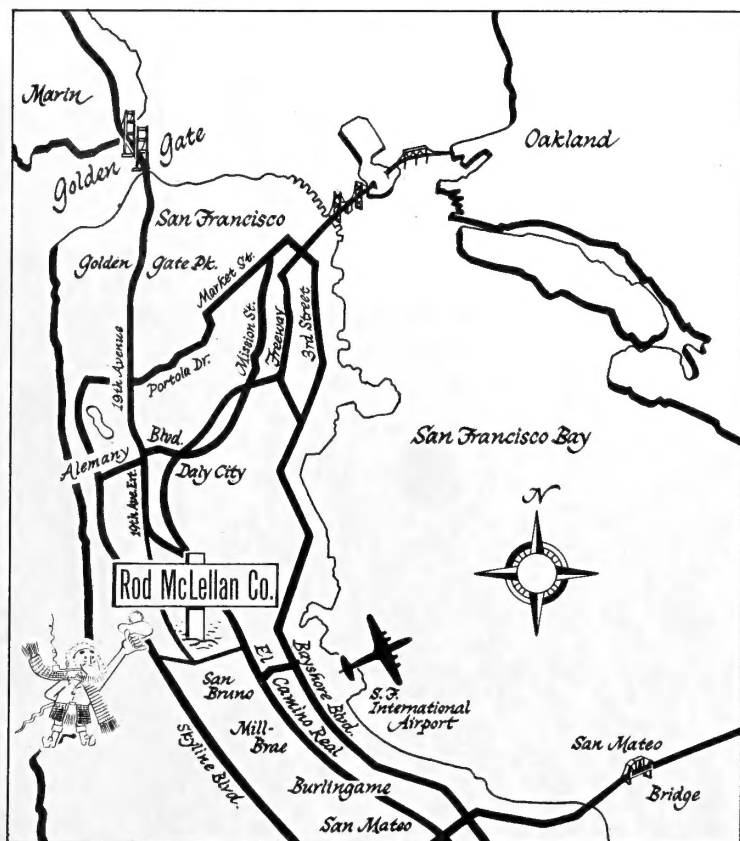 Marin
Golden Gate
Oakland
San Francisco
Golden Gate Pk.
Market St.
Mission St.
Freeway
3rd Street
19th Avenue
Portola Dr.
San Francisco Bay
Alemany Blvd.
Daly City
19th Ave. Ext.
N
Rod McLellan Co.
San
Bruno
El Camino Real
Bayshore Blvd.
S.F.
International
Airport
Mill-
Brae
Skyline Blvd.
San Mateo
Bridge
Burlingame
San Mateo